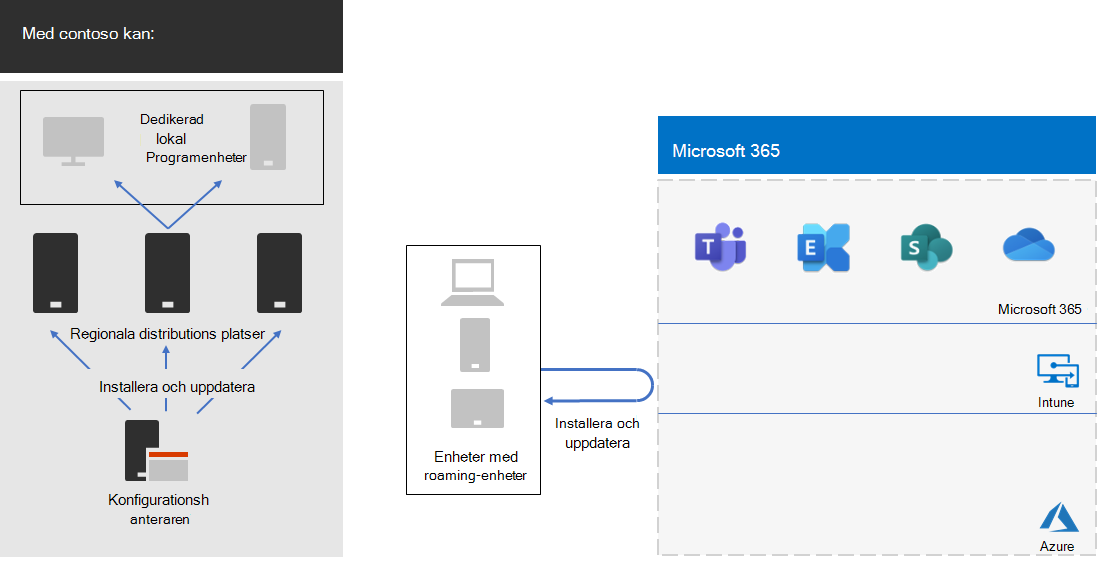 Med contoso kan:
Dedikerad
lokal
Programenheter
Regionala distributions platser
Installera och uppdatera
Konfigurationsh
anteraren
Enheter med
roaming-enheter
Installera och
uppdatera
Microsoft 365
T
E
S
Microsoft 365
Intune
Azure